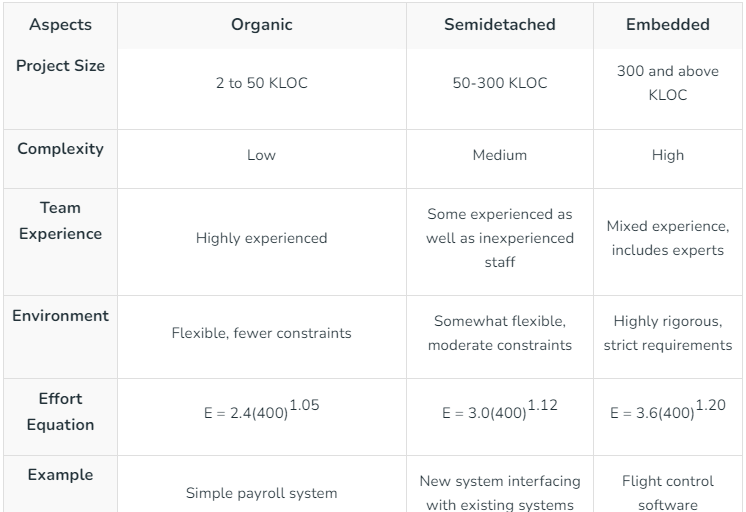 Aspects Organic Semidetached Embedded
Project Size 2 to 50 KLOC 50-300 KLOC 300 and above
KLOC
Complexity Low Medium High
Team
Experience
Highly experienced
Some experienced as
well as inexperienced
staff
Mixed experience,
includes experts
Environment
Flexible, fewer constraints
Somewhat flexible,
moderate constraints
Highly rigorous,
strict requirements
Effort
Equation
E = 2.4(400)^1.05
E = 3.0(400)^1.12
E = 3.6(400)^1.20
Example
Simple payroll system
New system interfacing
with existing systems
Flight control
software